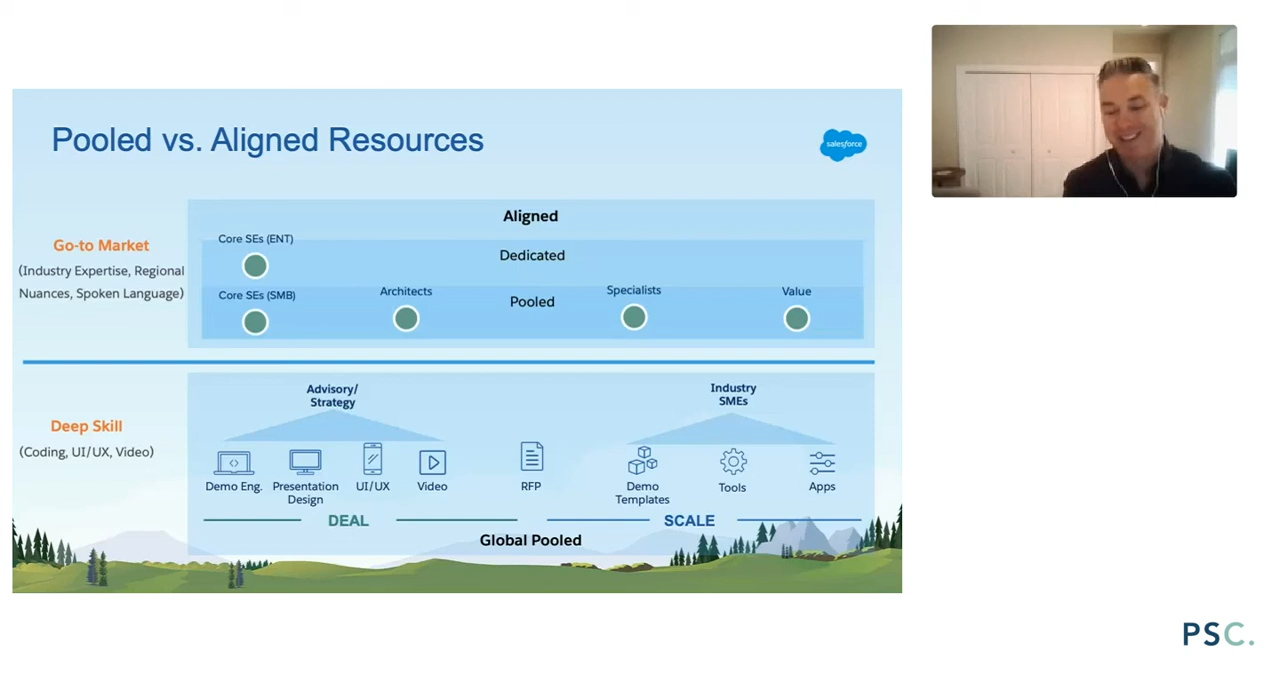 Pooled vs. Aligned Resources
salesforce
Aligned
Go-to Market
(Industry Expertise, Regional
Nuances, Spoken Language)
Core SEs (ENT)
Dedicated
Core SEs (SMB)
Architects
Pooled
Specialists
Value
Deep Skill
(Coding, UI/UX, Video)
Advisory/
Strategy
Industry
SMEs
Demo Eng.
Presentation
Design
UI/UX
Video
RFP
Demo
Templates
Tools
Apps
DEAL
SCALE
Global Pooled
PSC.